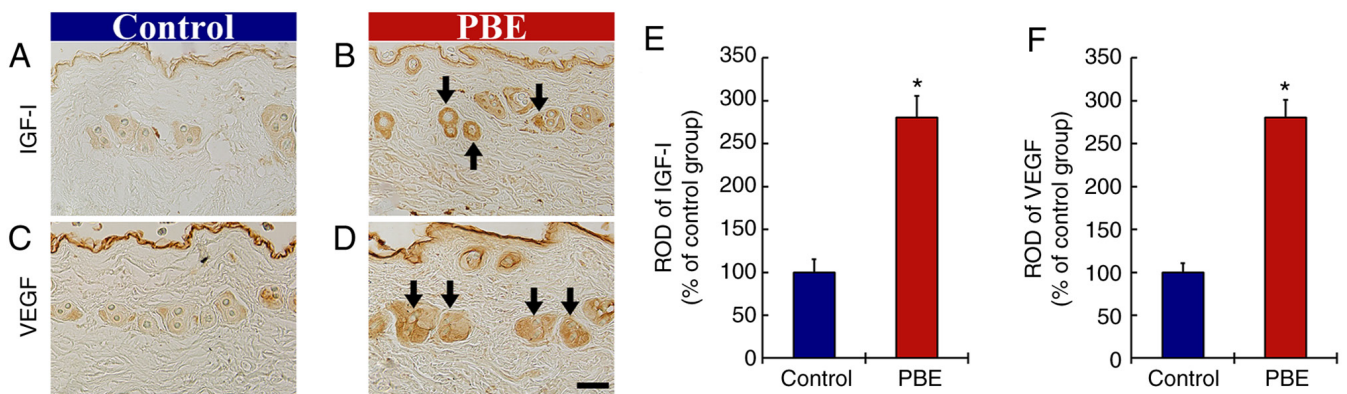 Control
PBE
A
B
IGF-I
C
D
VEGF
E
ROD of IGF-I
(% of control group)
350
300
250
200
150
100
50
0
*
Control
PBE
F
ROD of VEGF
(% of control group)
350
300
250
200
150
100
50
0
*
Control
PBE